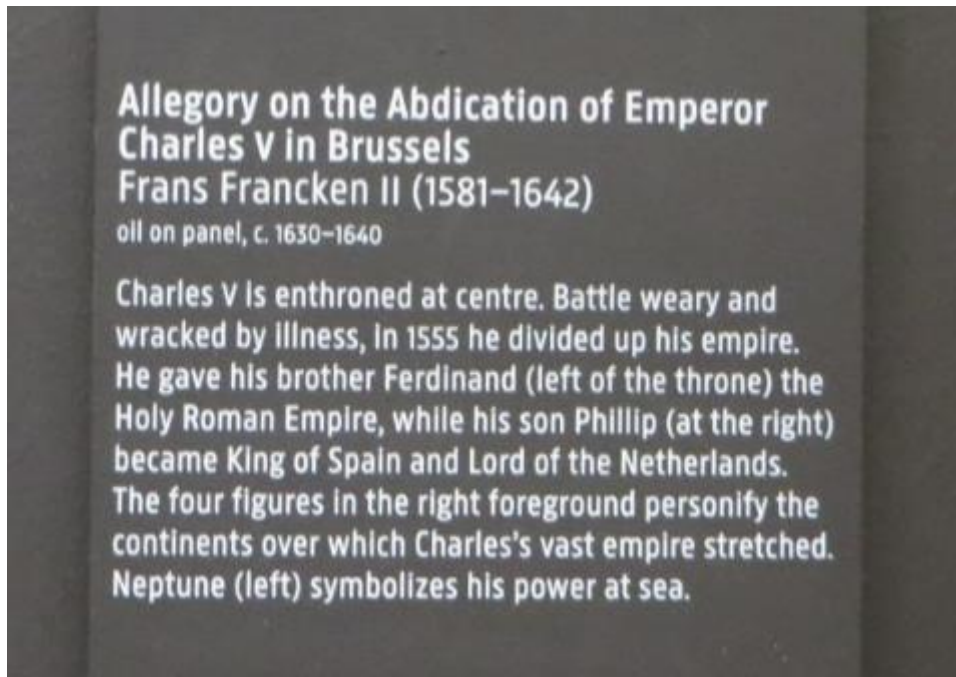 Allegory on the Abdication of Emperor
Charles V in Brussels
Frans Francken II (1581–1642)
oil on panel, c. 1630–1640
Charles V is enthroned at centre. Battle weary and
wracked by illness, in 1555 he divided up his empire.
He gave his brother Ferdinand (left of the throne) the
Holy Roman Empire, while his son Phillip (at the right)
became King of Spain and Lord of the Netherlands.
The four figures in the right foreground personify the
continents over which Charles's vast empire stretched.
Neptune (left) symbolizes his power at sea.